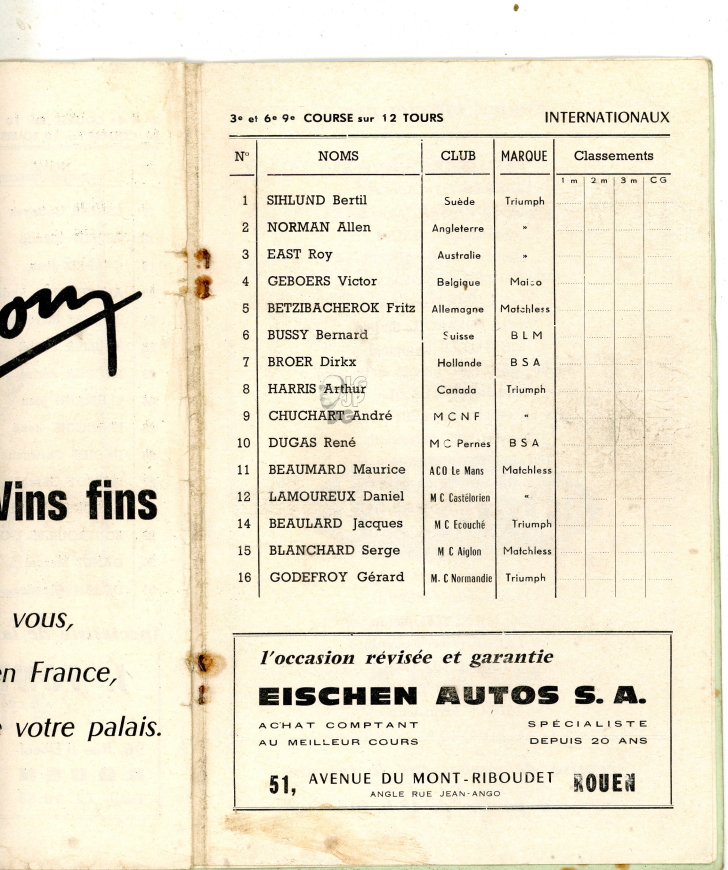 on
Vins fins
vous,
en France,
votre palais.
3e et 6e 9e COURSE sur 12 TOURS INTERNATIONAUX
No NOMS CLUB MARQUE Classements
1 m 2 m 3 m C G
1 SIHLUND Bertil Suède Triumph
2 NORMAN Allen Angleterre »
3 EAST Roy Australie »
4 GEBOERS Victor Belgique Maico
5 BETZIBACHEROK Fritz Allemagne Matchless
6 BUSSY Bernard Suisse B L M
7 BROER Dirkx Hollande B S A
8 HARRIS Arthur Canada Triumph
9 CHUCHART André M C N F «
10 DUGAS René M C Pernes B S A
11 BEAUMARD Maurice ACO Le Mans Matchless
12 LAMOUREUX Daniel M C Castélorien «
14 BEAULARD Jacques M C Ecouché Triumph
15 BLANCHARD Serge M C Aiglon Matchless
16 GODEFROY Gérard M. C Normandie Triumph
l'occasion révisée et garantie
EISCHEN AUTOS S. A.
ACHAT COMPTANT SPÉCIALISTE
AU MEILLEUR COURS DEPUIS 20 ANS
51, AVENUE DU MONT-RIBOUDET ROUEN
ANGLE RUE JEAN-ANGO